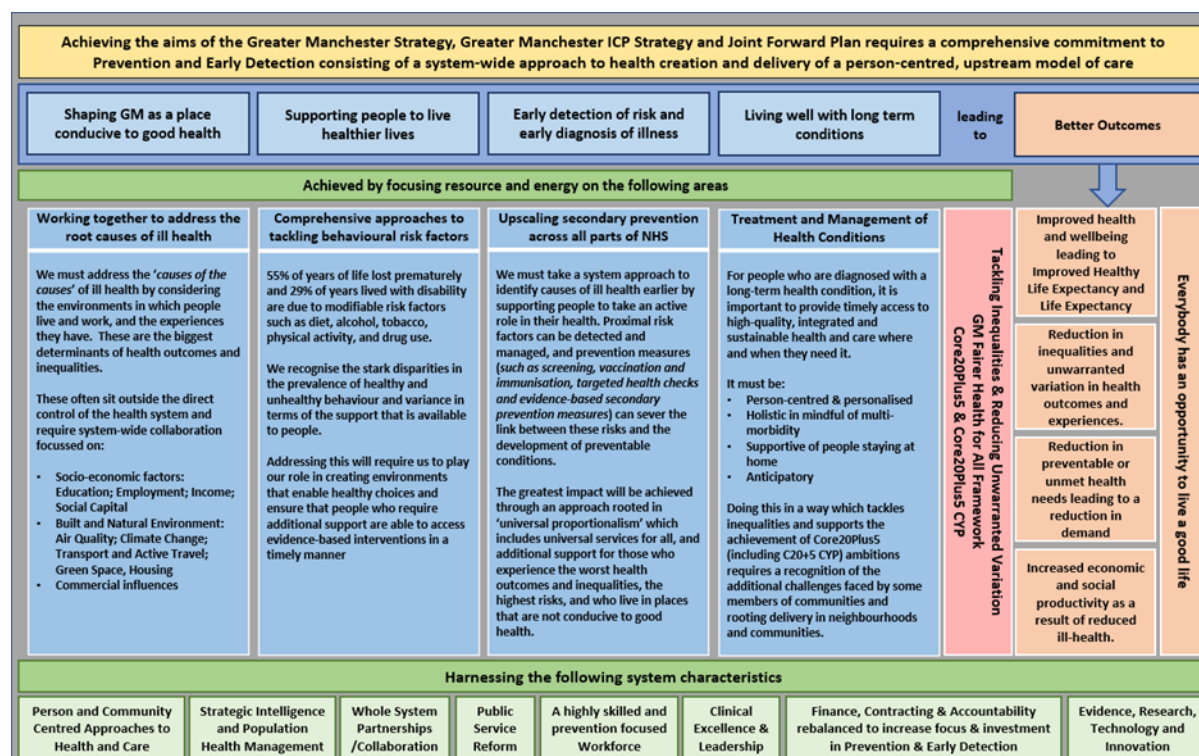 Achieving the aims of the Greater Manchester Strategy, Greater Manchester ICP Strategy and Joint Forward Plan requires a comprehensive commitment to
Prevention and Early Detection consisting of a system-wide approach to health creation and delivery of a person-centred, upstream model of care
Shaping GM as a place
conducive to good health
Supporting people to live
healthier lives
Early detection of risk and
early diagnosis of illness
Living well with long term
conditions
leading
to
Better Outcomes
Achieved by focusing resource and energy on the following areas
Working together to address the
root causes of ill health
We must address the ‘causes of the
causes’ of ill health by considering
the environments in which people
live and work, and the experiences
they have.  These are the biggest
determinants of health outcomes and
inequalities.
These often sit outside the direct
control of the health system and
require system-wide collaboration
focussed on:
• Socio-economic factors:
Education; Employment; Income;
Social Capital
• Built and Natural Environment:
Air Quality; Climate Change;
Transport and Active Travel;
Green Space, Housing
• Commercial influences
Comprehensive approaches to
tackling behavioural risk factors
55% of years of life lost prematurely
and 29% of years lived with disability
are due to modifiable risk factors
such as diet, alcohol, tobacco,
physical activity, and drug use.
We recognise the stark disparities in
the prevalence of healthy and
unhealthy behaviour and variance in
terms of the support that is available
to people.
Addressing this will require us to play
our role in creating environments
that enable healthy choices and
ensure that people who require
additional support are able to access
evidence-based interventions in a
timely manner
Upscaling secondary prevention
across all parts of NHS
We must take a system approach to
identify causes of ill health earlier by
supporting people to take an active
role in their health. Proximal risk
factors can be detected and
managed, and prevention measures
(such as screening, vaccination and
immunisation, targeted health checks
and evidence-based secondary
prevention measures) can sever the
link between these risks and the
development of preventable
conditions.
The greatest impact will be achieved
through an approach rooted in
‘universal proportionalism’ which
includes universal services for all, and
additional support for those who
experience the worst health
outcomes and inequalities, the
highest risks, and who live in places
that are not conducive to good
health.
Treatment and Management of
Health Conditions
For people who are diagnosed with a
long-term health condition, it is
important to provide timely access to
high-quality, integrated and
sustainable health and care where
and when they need it.
It must be:
• Person-centred & personalised
• Holistic in mindful of multi-
morbidity
• Supportive of people staying at
home
• Anticipatory
Doing this in a way which tackles
inequalities and supports the
achievement of Core20Plus5
(including C20+5 CYP) ambitions
requires a recognition of the
additional challenges faced by some
members of communities and
rooting delivery in neighbourhoods
and communities.
Tackling Inequalities & Reducing Unwarranted Variation
GM Fairer Health for All Framework
Core20Plus5 & Core20Plus5 CYP
Improved health
and wellbeing
leading to
Improved Healthy
Life Expectancy and
Life Expectancy
Reduction in
inequalities and
unwarranted
variation in health
outcomes and
experiences.
Reduction in
preventable or
unmet health
needs leading to a
reduction in
demand
Increased economic
and social
productivity as a
result of reduced
ill-health.
Everybody has an opportunity to live a good life
Harnessing the following system characteristics
Person and Community
Centred Approaches to
Health and Care
Strategic Intelligence
and Population
Health Management
Whole System
Partnerships
/Collaboration
Public
Service
Reform
A highly skilled and
prevention focused
Workforce
Clinical
Excellence &
Leadership
Finance, Contracting & Accountability
rebalanced to increase focus & investment
in Prevention & Early Detection
Evidence, Research,
Technology and
Innovation